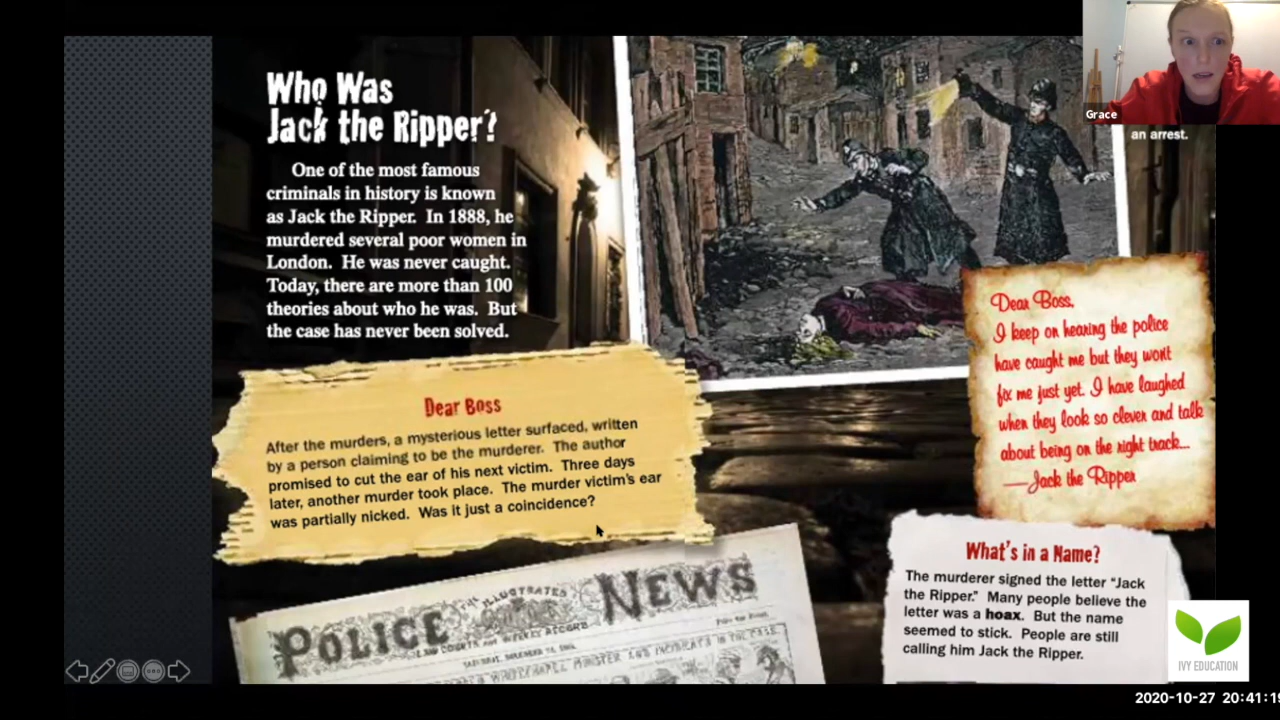 Who Was
Jack the Ripper?
One of the most famous
criminals in history is known
as Jack the Ripper. In 1888, he
murdered several poor women in
London. He was never caught.
Today, there are more than 100
theories about who he was. But
the case has never been solved.
Grace
an arrest.
Dear Boss,
I keep on hearing the police
have caught me but they wont
fix me just yet. I have laughed
when they look so clever and talk
about being on the right track...
—Jack the Ripper
Dear Boss
After the murders, a mysterious letter surfaced, written
by a person claiming to be the murderer. The author
promised to cut the ear of his next victim. Three days
later, another murder took place. The murder victim's ear
was partially nicked. Was it just a coincidence?
What's in a Name?
The murderer signed the letter "Jack
the Ripper." Many people believe the
letter was a hoax. But the name
seemed to stick. People are still
calling him Jack the Ripper.
THE ILLUSTRATED
POLICE NEWS
IVY EDUCATION
2020-10-27 20:41:19